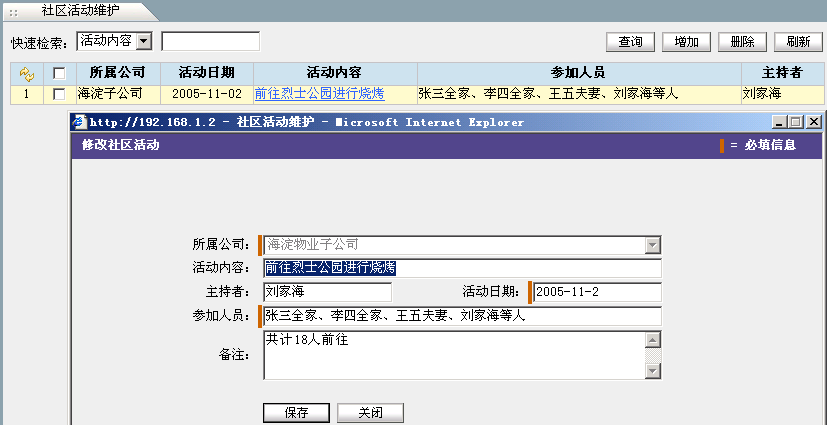 社区活动维护
快速检索： 活动内容 查询 增加 删除 刷新
所属公司 活动日期 活动内容 参加人员 主持者
1 海淀子公司 2005-11-02 前往烈士公园进行烧烤 张三全家、李四全家、王五夫妻、刘家海等人 刘家海
http://192.168.1.2 - 社区活动维护 - Microsoft Internet Explorer
修改社区活动 = 必填信息
所属公司： 海淀物业子公司
活动内容： 前往烈士公园进行烧烤
主持者： 刘家海 活动日期： 2005-11-2
参加人员： 张三全家、李四全家、王五夫妻、刘家海等人
备注： 共计18人前往
保存 关闭